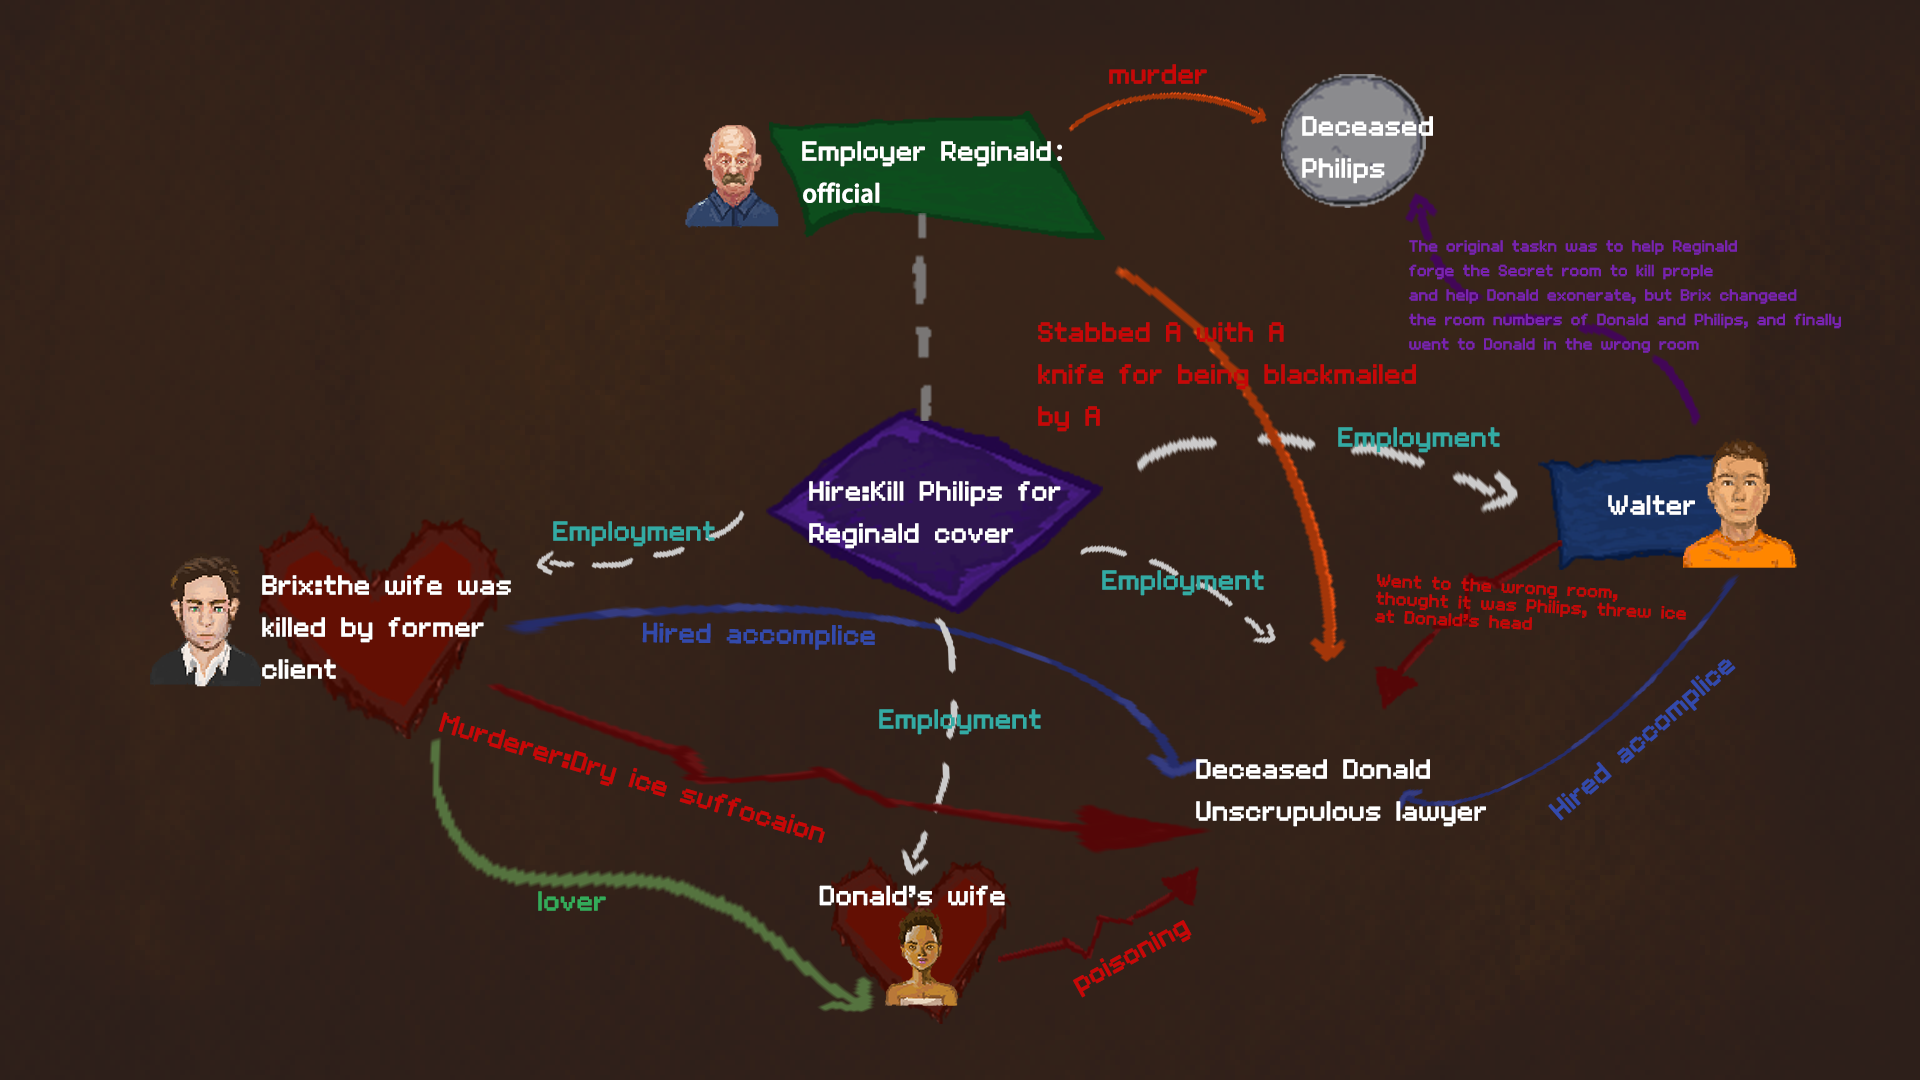 murder
Deceased
Philips
Employer Reginald:
official
The original taskn was to help Reginald
forge the Secret room to kill prople
and help Donald exonerate, but Brix changeed
the room numbers of Donald and Philips, and finally
went to Donald in the wrong room
Stabbed A with A
knife for being blackmailed
by A
Employment
Hire:Kill Philips for
Reginald cover
Walter
Employment
Employment
Brix:the wife was
killed by former
client
Went to the wrong room,
thought it was Philips, threw ice
at Donald's head
Hired accomplice
Hired accomplice
Employment
Murderer:Dry ice suffocaion
Deceased Donald
Unscrupulous lawyer
lover
Donald's wife
poisoning